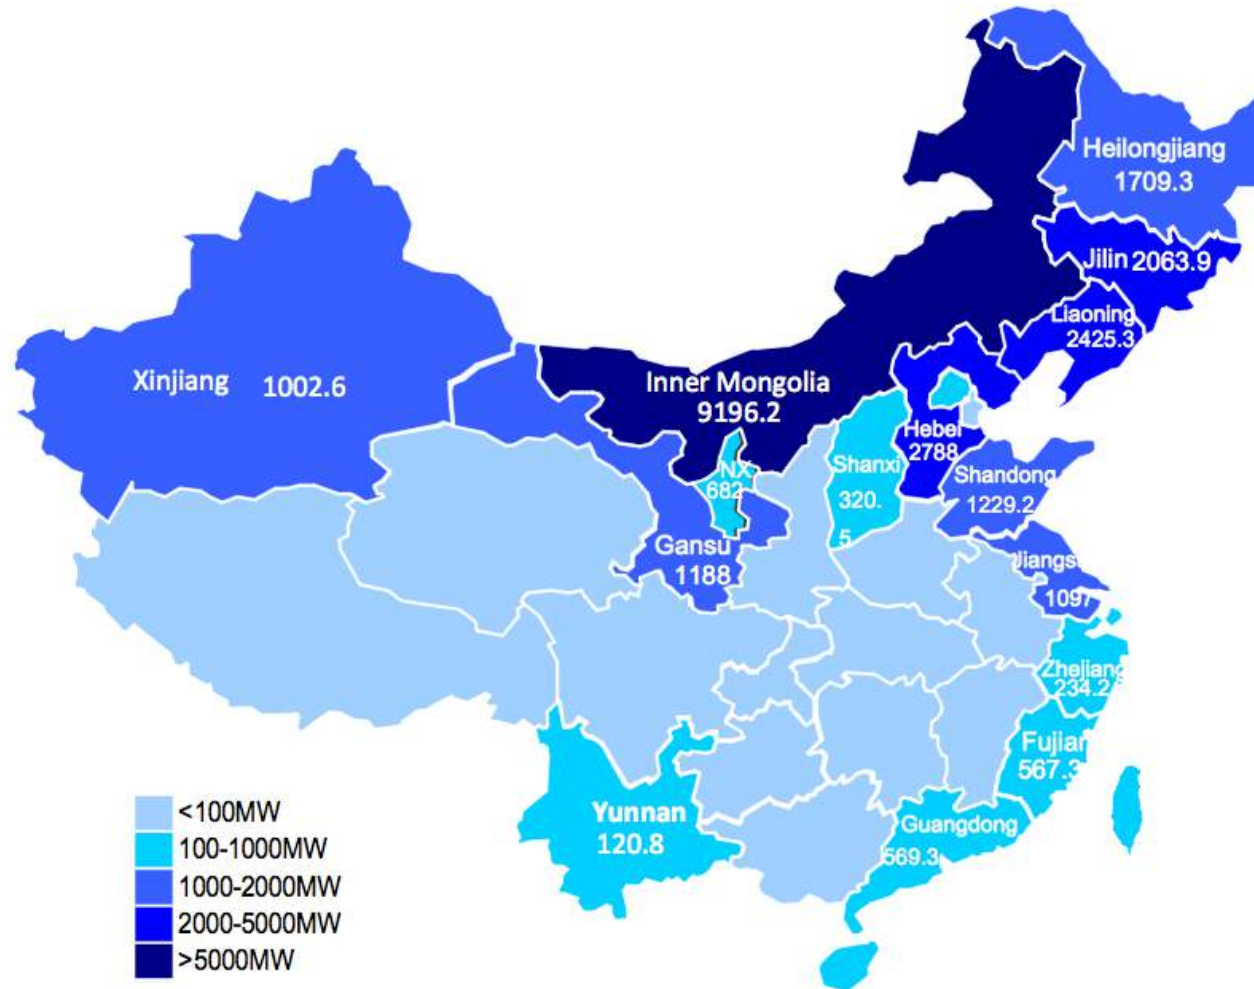 Heilongjiang
1709.3
Jilin 2063.9
Liaoning
2425.3
Xinjiang 1002.6
Inner Mongolia
9196.2
Hebei
2788
NX
682
Shanxi
320.
5
Shandong
1229.2
Gansu
1188
Jiangs
1097
Zhejiang
234.2
Fujian
567.3
Yunnan
120.8
Guangdong
569.3
<100MW
100-1000MW
1000-2000MW
2000-5000MW
>5000MW